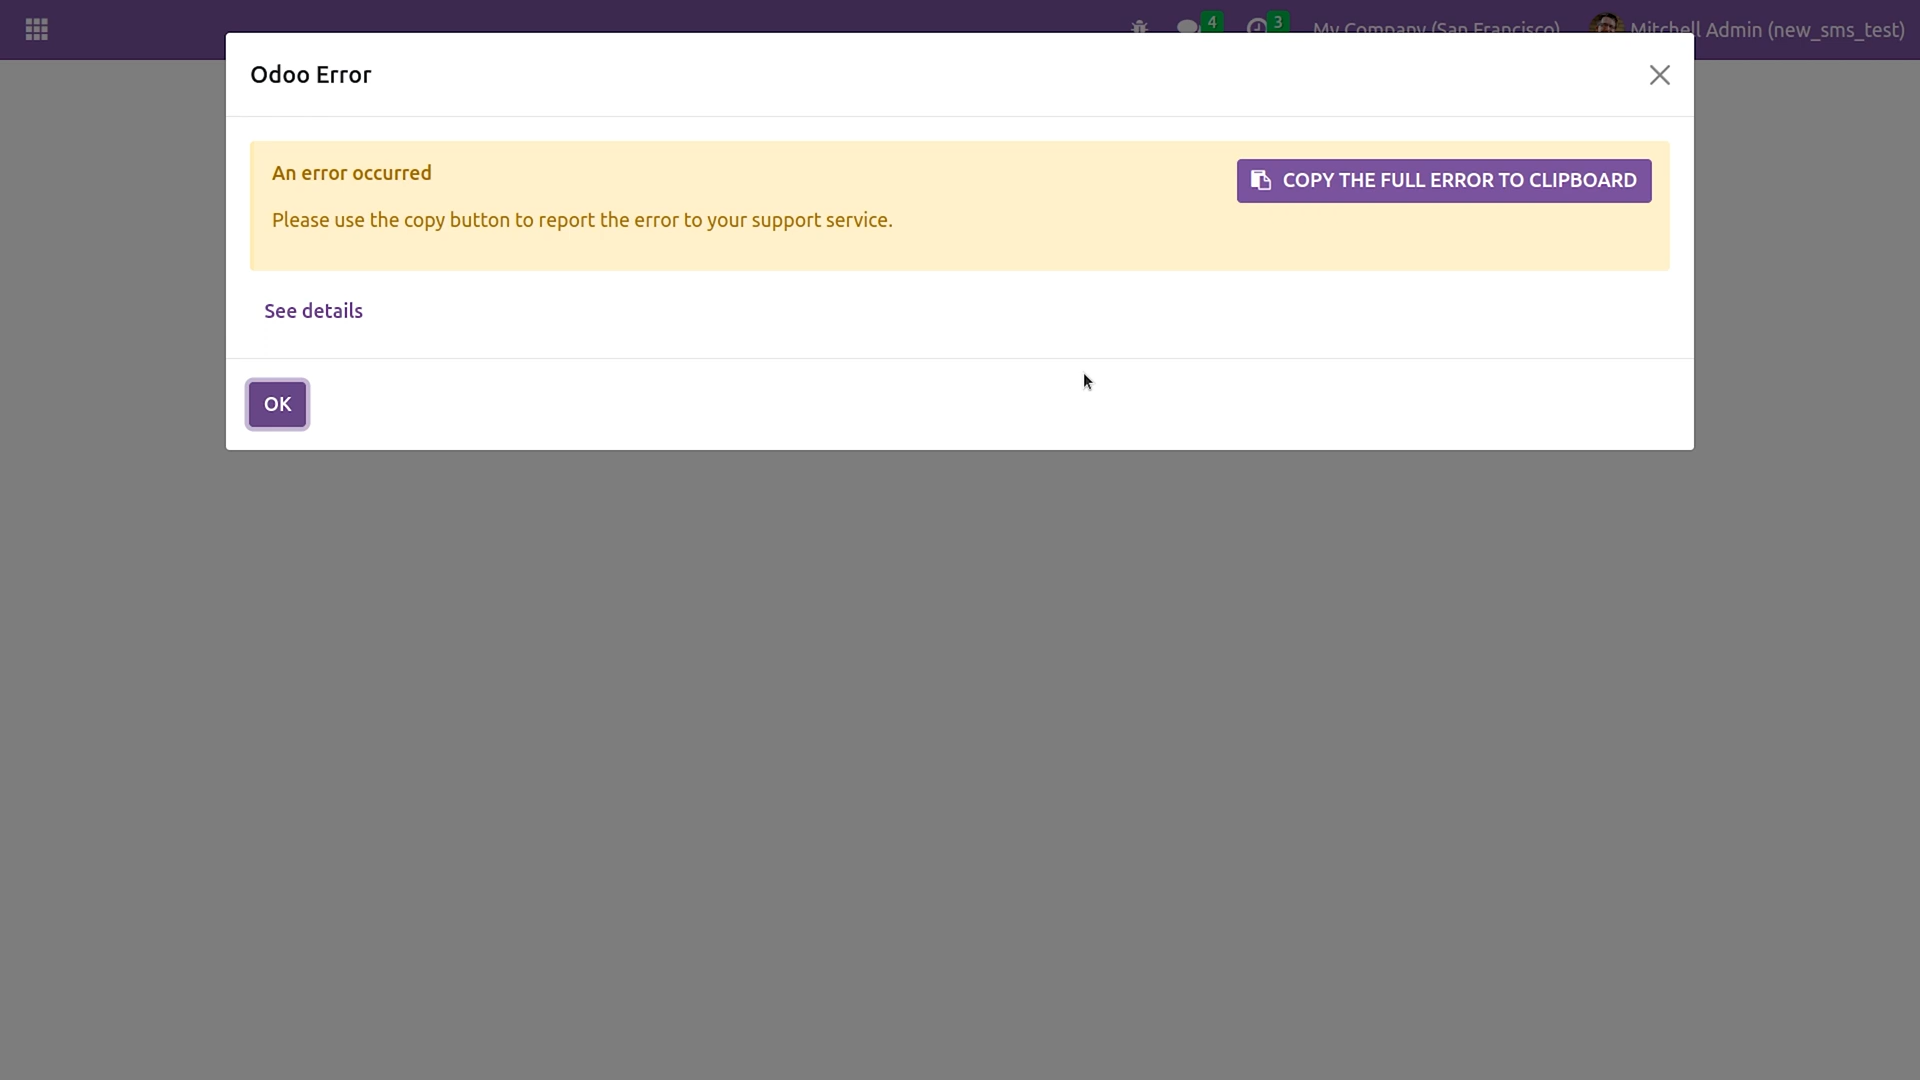 4
3
My Company (San Francisco)
Mitchell Admin (new_sms_test)
Odoo Error
An error occurred
COPY THE FULL ERROR TO CLIPBOARD
Please use the copy button to report the error to your support service.
See details
OK